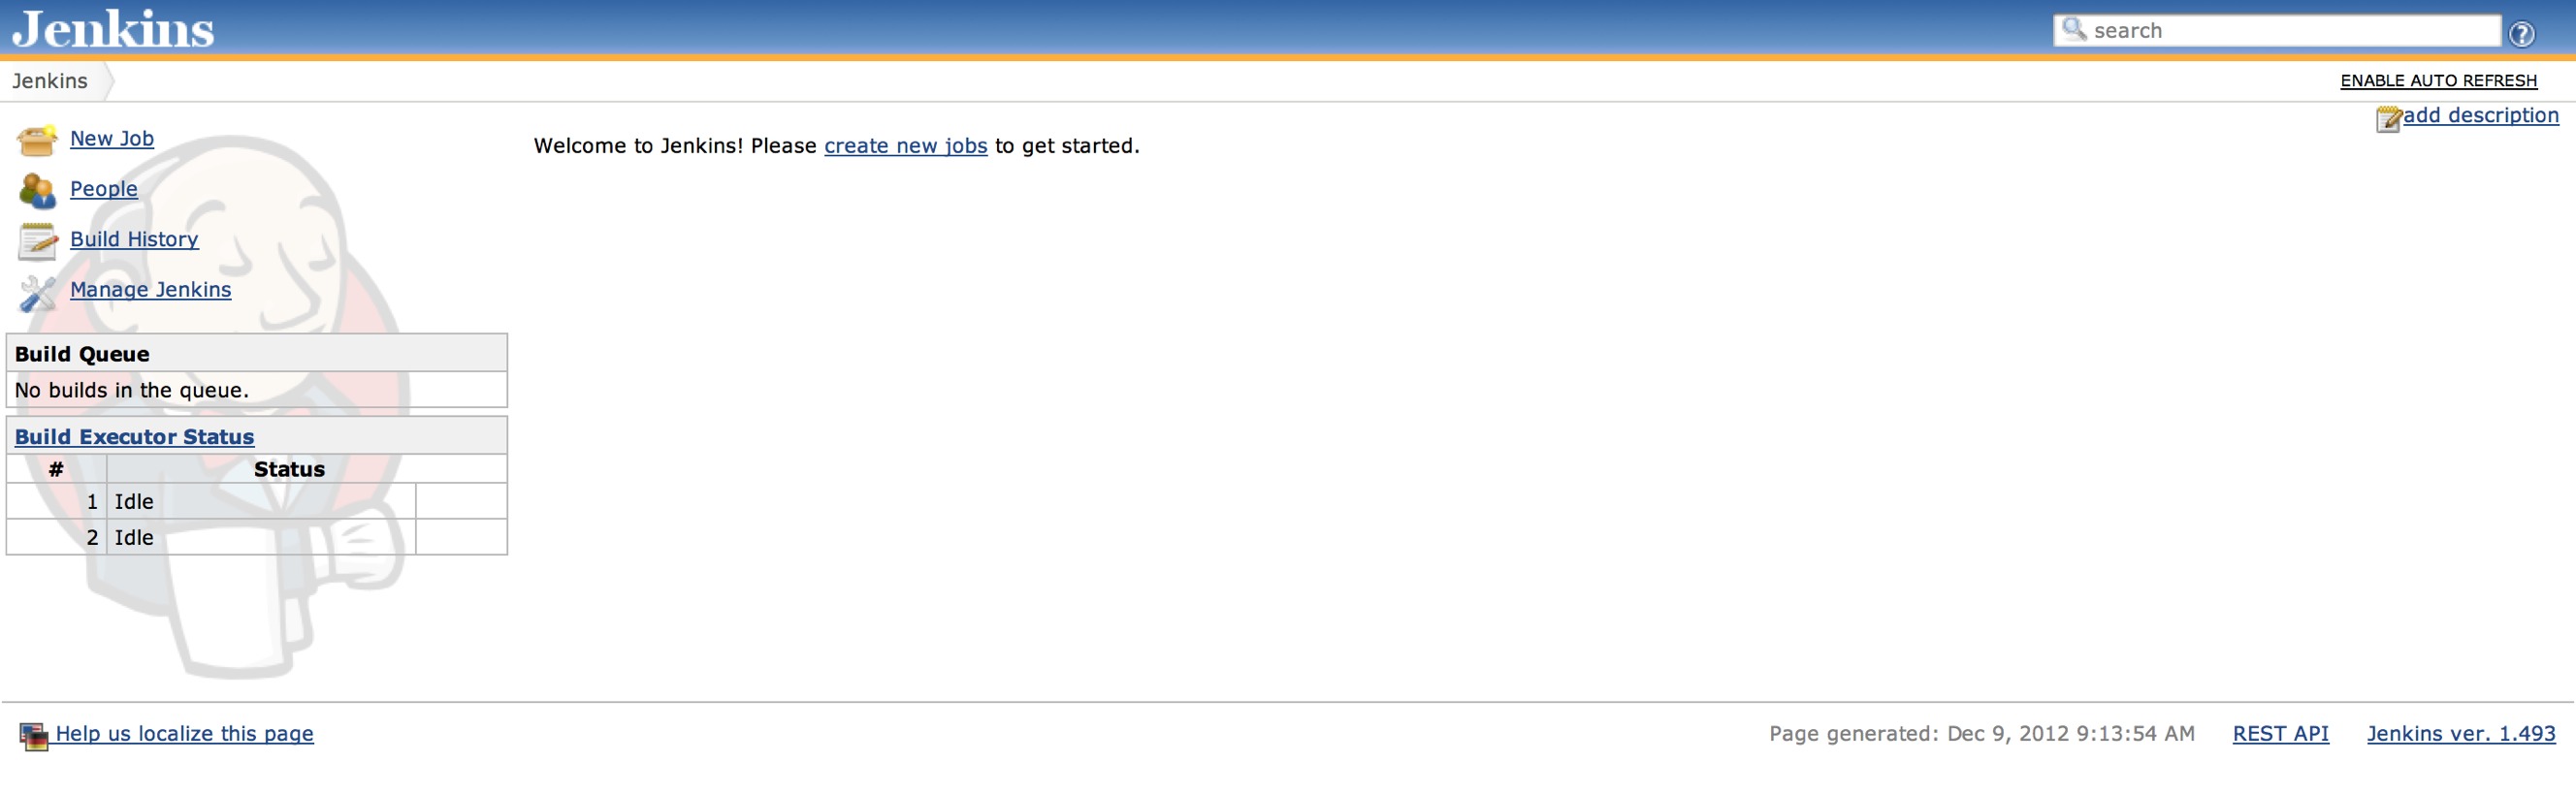 Jenkins
search
?
Jenkins
ENABLE AUTO REFRESH
add description
New Job
People
Build History
Manage Jenkins
Welcome to Jenkins! Please create new jobs to get started.
Build Queue
No builds in the queue.
Build Executor Status
# Status
1 Idle
2 Idle
Help us localize this page
Page generated: Dec 9, 2012 9:13:54 AM REST API Jenkins ver. 1.493